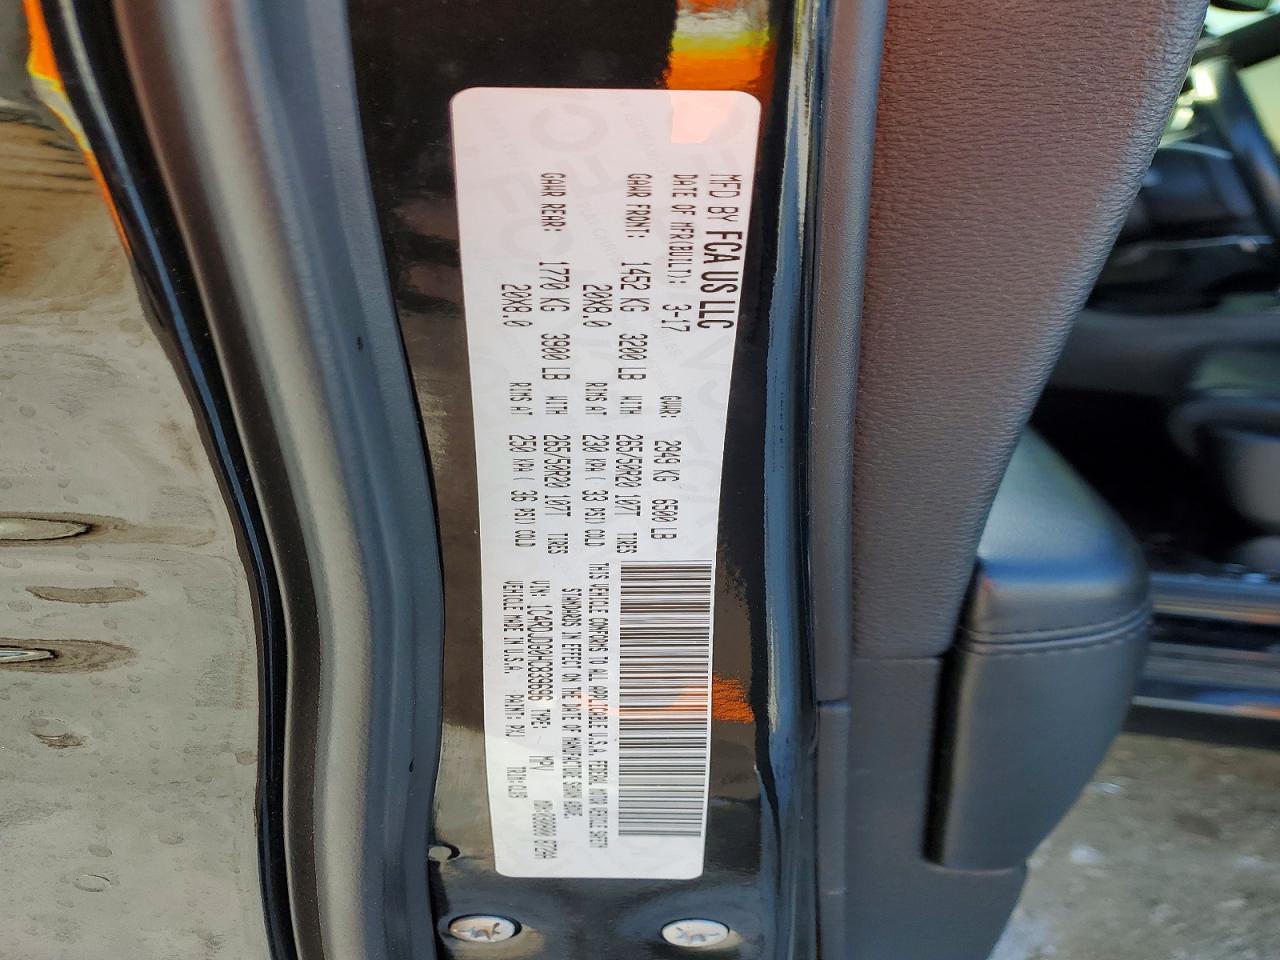 MFD BY FCA US LLC
DATE OF MFR(BUILT): 3-17 GVWR: 2949 KG 6500 LB
GAWR FRONT: 1452 KG 3200 LB WITH 265/50R20 107T TIRES
20X8.0 RIMS AT 230 KPA( 33 PSI) COLD
GAWR REAR: 1770 KG 3900 LB WITH 265/50R20 107T TIRES
20X8.0 RIMS AT 250 KPA( 36 PSI) COLD
THIS VEHICLE CONFORMS TO ALL APPLICABLE U.S.A. FEDERAL MOTOR VEHICLE SAFETY
STANDARDS IN EFFECT ON THE DATE OF MANUFACTURE SHOWN ABOVE.
VIN: TYPE: MPV
VEHICLE MADE IN U.S.A. PAINT: PXJ TRIM: